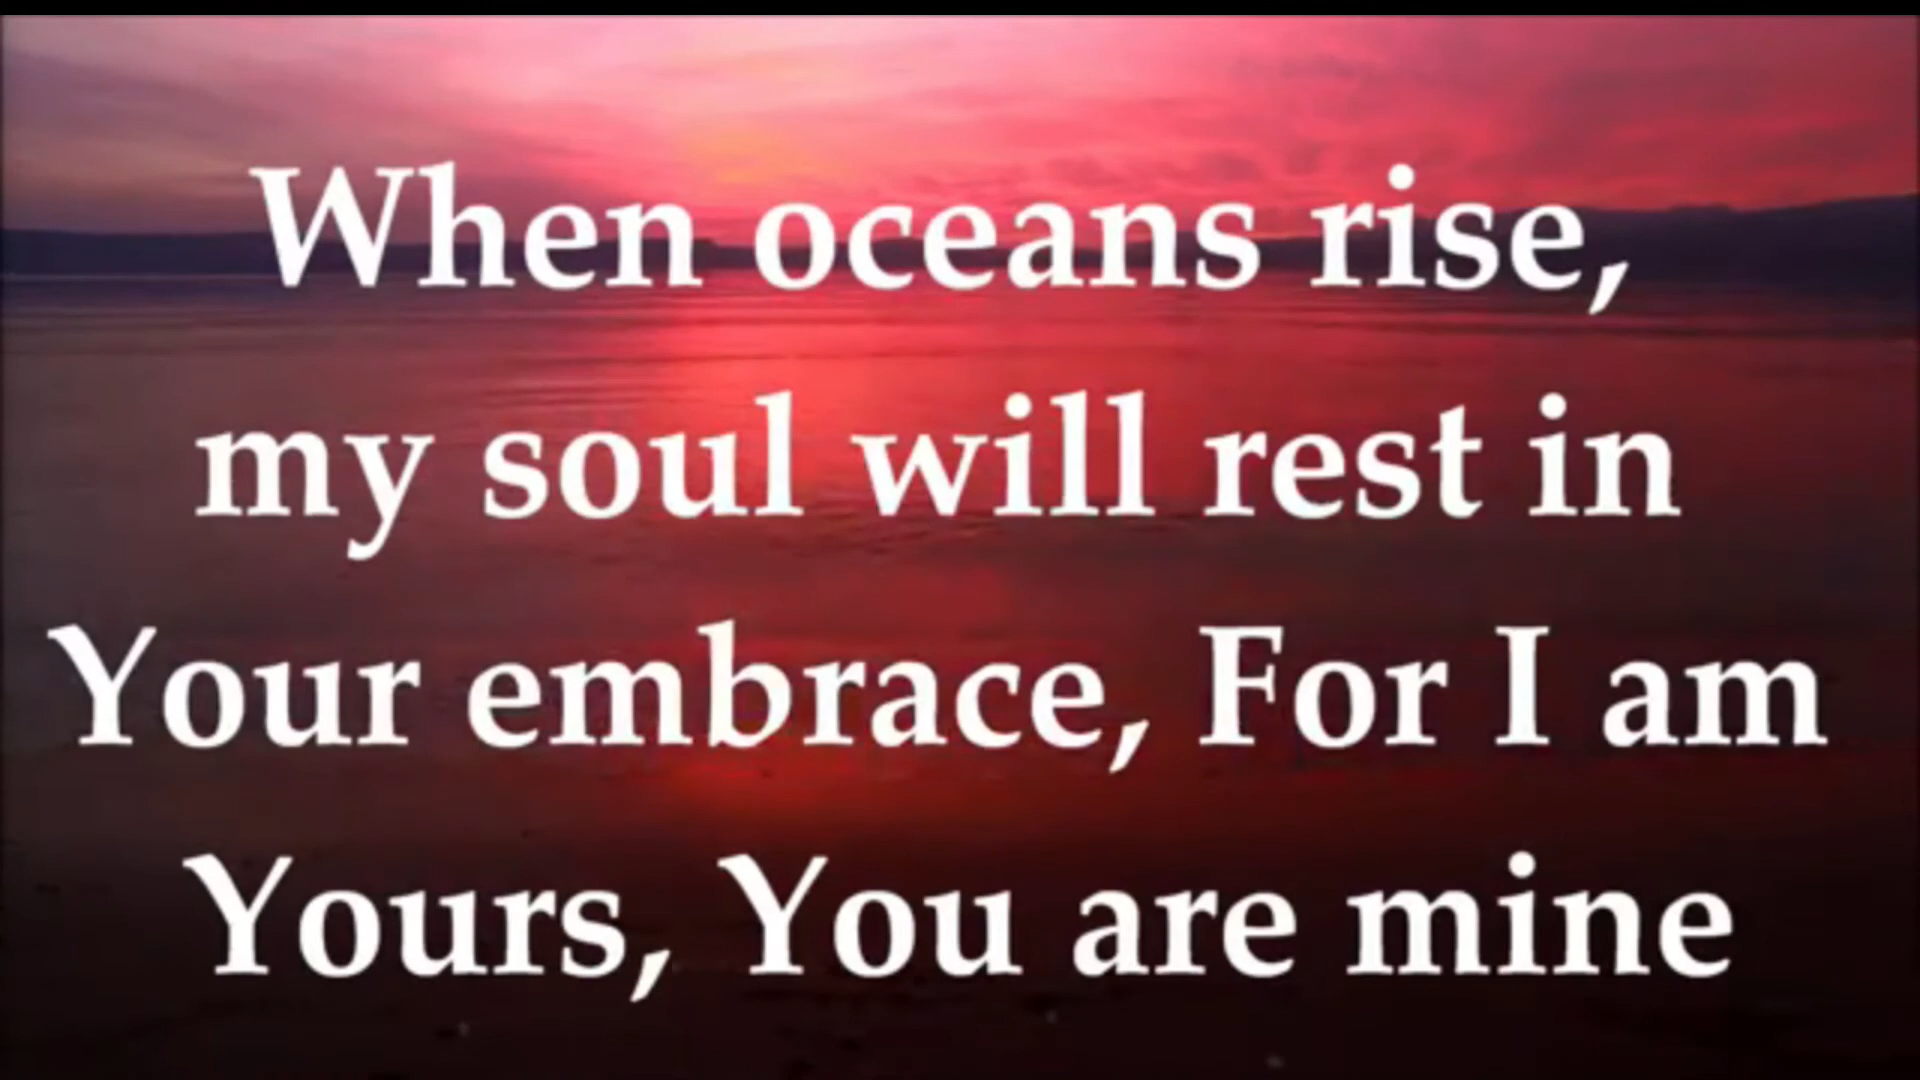 When oceans rise,
my soul will rest in
Your embrace, For I am
Yours, You are mine